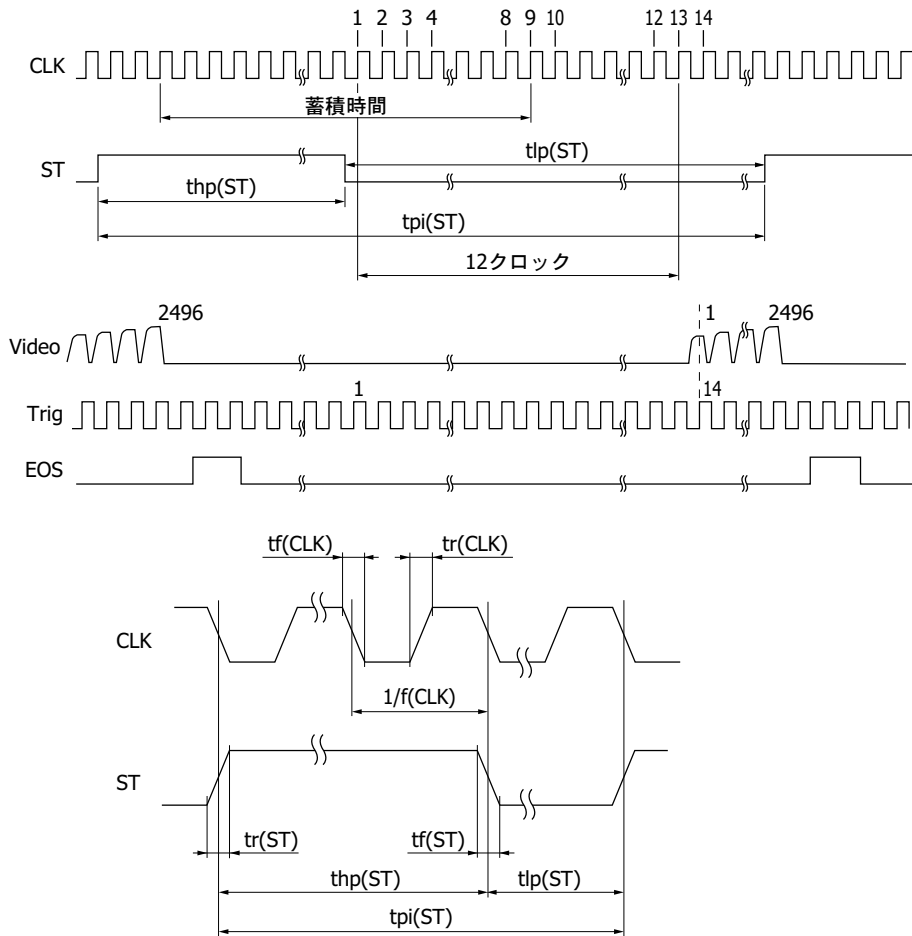 1 2 3 4 8 9 10 12 13 14
CLK
蓄積時間
ST
tlp(ST)
thp(ST)
tpi(ST)
12クロック
2496 1 2496
Video
1 14
Trig
EOS
tf(CLK) tr(CLK)
CLK
1/f(CLK)
ST
tr(ST) tf(ST)
thp(ST) tlp(ST)
tpi(ST)